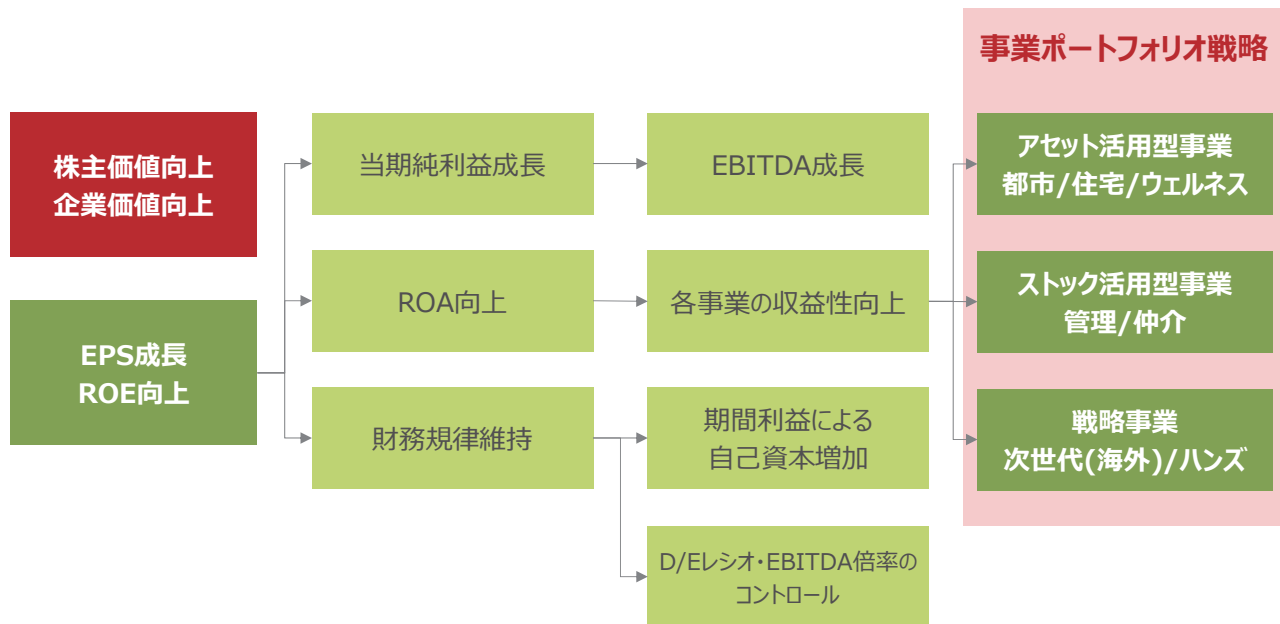 事業ポートフォリオ戦略
株主価値向上
企業価値向上
EPS成長
ROE向上
当期純利益成長
ROA向上
財務規律維持
EBITDA成長
各事業の収益性向上
期間利益による
自己資本増加
D/Eレシオ・EBITDA倍率の
コントロール
アセット活用型事業
都市/住宅/ウェルネス
ストック活用型事業
管理/仲介
戦略事業
次世代(海外)/ハンズ